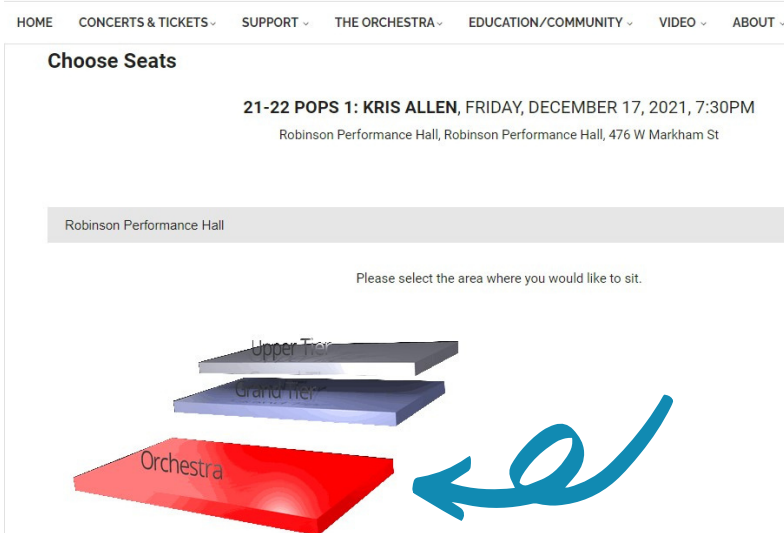 HOME CONCERTS & TICKETS SUPPORT THE ORCHESTRA EDUCATION/COMMUNITY VIDEO ABOUT
Choose Seats
21-22 POPS 1: KRIS ALLEN, FRIDAY, DECEMBER 17, 2021, 7:30PM
Robinson Performance Hall, Robinson Performance Hall, 476 W Markham St
Robinson Performance Hall
Please select the area where you would like to sit.
Upper Tier
Grand Tier
Orchestra